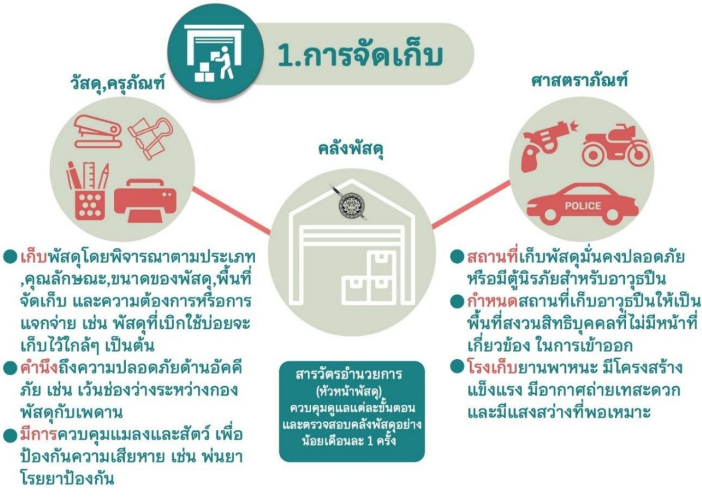 1.การจัดเก็บ
วัสดุ,ครุภัณฑ์
เก็บพัสดุโดยพิจารณาตามประเภท
,คุณลักษณะ,ขนาดของพัสดุ,พื้นที่
จัดเก็บ และความต้องการหรือการ
แจกจ่าย เช่น พัสดุที่เบิกใช้บ่อยจะ
เก็บไว้ใกล้ๆ เป็นต้น
คำนึงถึงความปลอดภัยด้านอัคคี
ภัย เช่น เว้นช่องว่างระหว่างกอง
พัสดุกับเพดาน
มีการควบคุมแมลงและสัตว์ เพื่อ
ป้องกันความเสียหาย เช่น พ่นยา
โรยยาป้องกัน
คลังพัสดุ
สารวัตรอำนวยการ
(หัวหน้าพัสดุ)
ควบคุมดูแลแต่ละขั้นตอน
และตรวจสอบคลังพัสดุอย่าง
น้อยเดือนละ 1 ครั้ง
ศาสตราภัณฑ์
POLICE
สถานที่เก็บพัสดุมั่นคงปลอดภัย
หรือมีตู้นิรภัยสำหรับอาวุธปืน
กำหนดสถานที่เก็บอาวุธปืนให้เป็น
พื้นที่สงวนสิทธิบุคคลที่ไม่มีหน้าที่
เกี่ยวข้อง ในการเข้าออก
โรงเก็บยานพาหนะ มีโครงสร้าง
แข็งแรง มีอากาศถ่ายเทสะดวก
และมีแสงสว่างที่พอเหมาะ